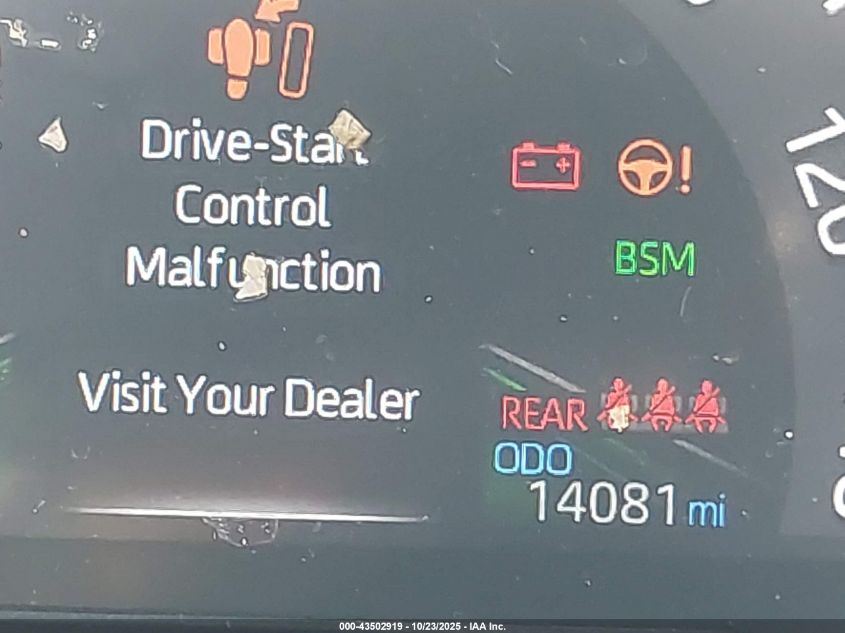 Drive-Start
Control
Malfunction
Visit Your Dealer
120
BSM
REAR
ODO
14081 mi
000-43502919 - 10/23/2025 - IAA Inc.